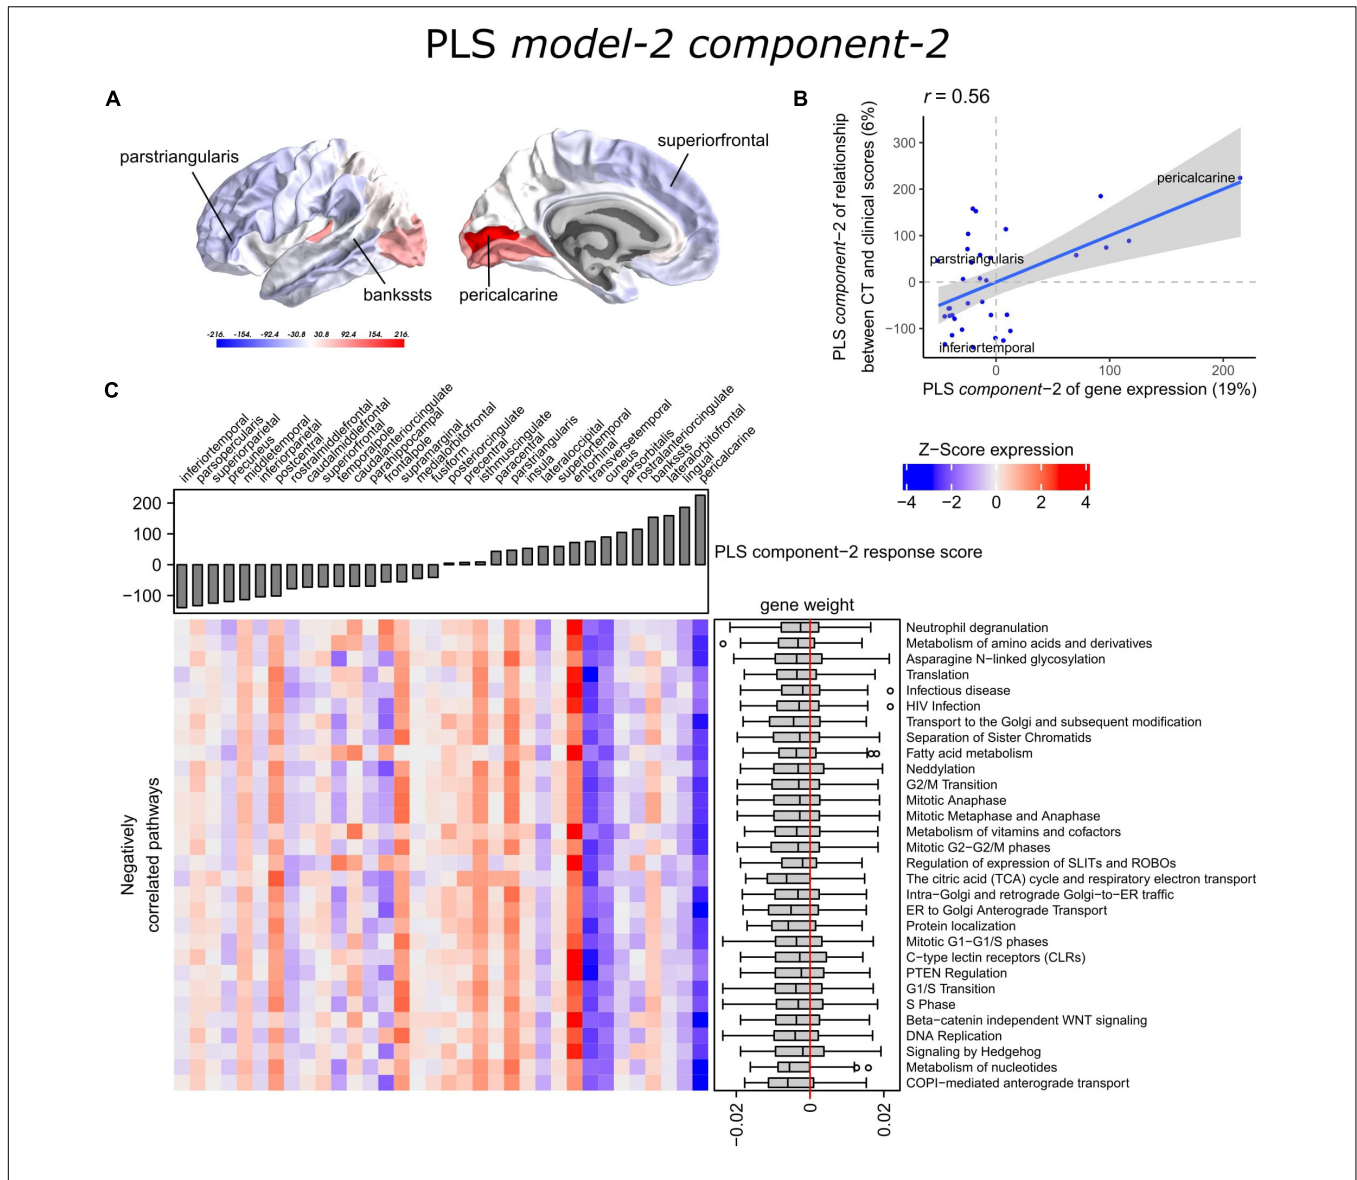 PLS model-2 component-2
A
parstriangularis
superiorfrontal
bankssts
pericalcarine
-216. -154. -92.4 -30.8 30.8 92.4 154. 216.
B
r = 0.56
PLS component−2 of relationship
between CT and clinical scores (6%)
300
200
100
0
−100
pericalcarine
parstriangularis
inferiortemporal
0 100 200
PLS component−2 of gene expression (19%)
C
inferiortemporal
parsopercularis
superiorparietal
precuneus
middletemporal
inferiorparietal
postcentral
rostralmiddlefrontal
caudalmiddlefrontal
superiorfrontal
temporalpole
caudalanteriorcingulate
parahippocampal
frontalpole
supramarginal
medialorbitofrontal
fusiform
posteriorcingulate
precentral
isthmuscingulate
paracentral
parstriangularis
insula
lateraloccipital
superiortemporal
entorhinal
transversetemporal
cuneus
parsorbitalis
rostralanteriorcingulate
bankssts
lateralorbitofrontal
lingual
pericalcarine
Z−Score expression
−4 −2 0 2 4
200
100
0
−100
PLS component−2 response score
gene weight
Negatively
correlated pathways
Neutrophil degranulation
Metabolism of amino acids and derivatives
Asparagine N−linked glycosylation
Translation
Infectious disease
HIV Infection
Transport to the Golgi and subsequent modification
Separation of Sister Chromatids
Fatty acid metabolism
Neddylation
G2/M Transition
Mitotic Anaphase
Mitotic Metaphase and Anaphase
Metabolism of vitamins and cofactors
Mitotic G2−G2/M phases
Regulation of expression of SLITs and ROBOs
The citric acid (TCA) cycle and respiratory electron transport
Intra−Golgi and retrograde Golgi−to−ER traffic
ER to Golgi Anterograde Transport
Protein localization
Mitotic G1−G1/S phases
C−type lectin receptors (CLRs)
PTEN Regulation
G1/S Transition
S Phase
Beta−catenin independent WNT signaling
DNA Replication
Signaling by Hedgehog
Metabolism of nucleotides
COPI−mediated anterograde transport
−0.02 0 0.02